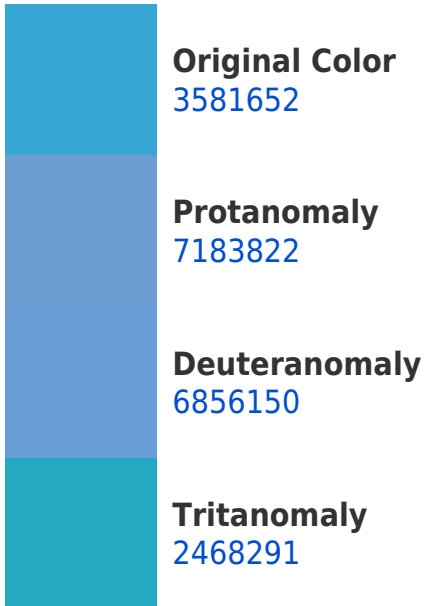 Original Color
3581652
Protanomaly
7183822
Deuteranomaly
6856150
Tritanomaly
2468291